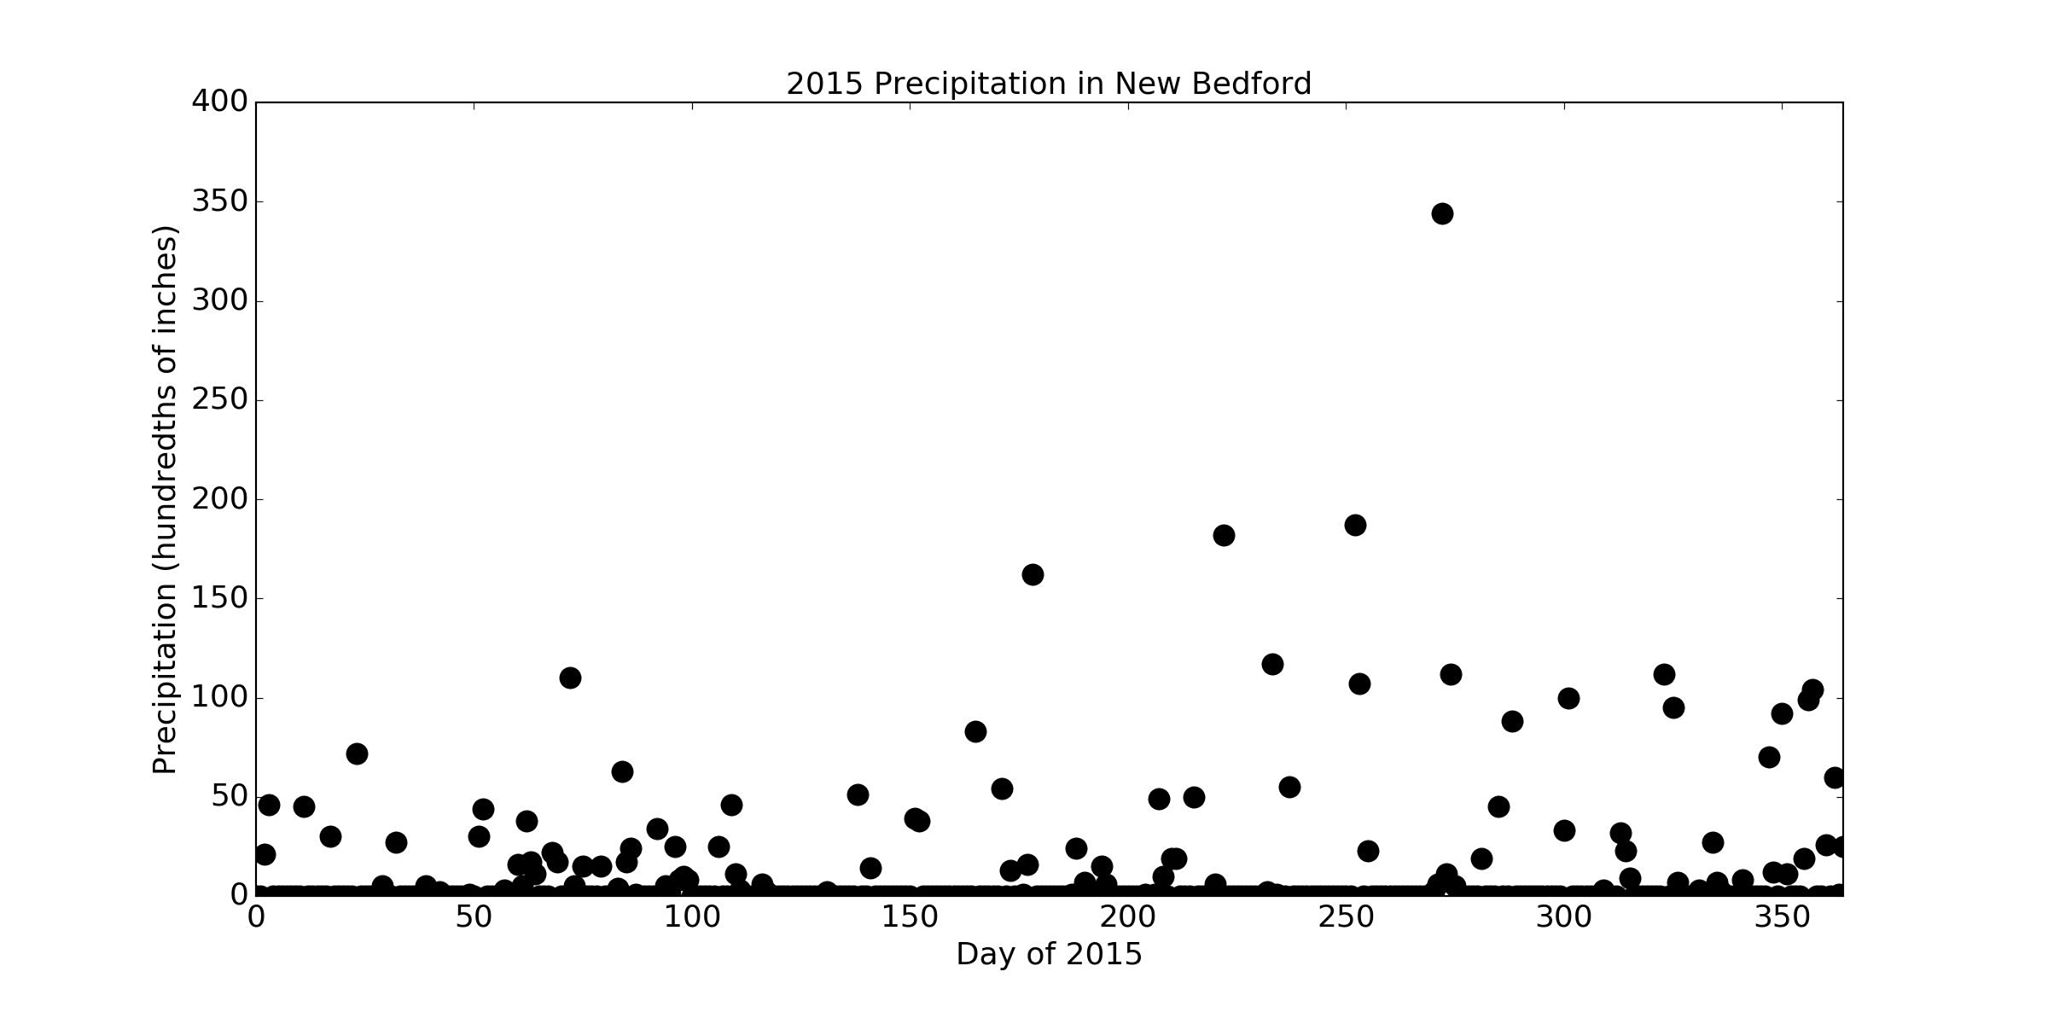 2015 Precipitation in New Bedford
400
350
300
250
200
150
100
50
0
Precipitation (hundredths of inches)
0 50 100 150 200 250 300 350
Day of 2015